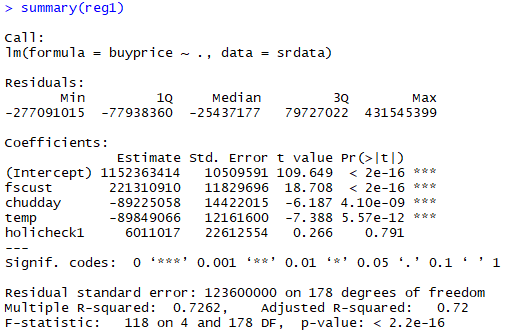 > summary(reg1)
Call:
lm(formula = buyprice ~ ., data = srdata)
Residuals:
Min 1Q Median 3Q Max
-277091015 -77938360 -25437177 79727022 431545399
Coefficients:
Estimate Std. Error t value Pr(>|t|)
(Intercept) 1152363414 10509591 109.649 < 2e-16 ***
fscust 221310910 11829696 18.708 < 2e-16 ***
chudday -89225058 14422015 -6.187 4.10e-09 ***
temp -89849066 12161600 -7.388 5.57e-12 ***
holicheck1 6011017 22612554 0.266 0.791
---
Signif. codes: 0 ‘***’ 0.001 ‘**’ 0.01 ‘*’ 0.05 ‘.’ 0.1 ‘ ’ 1
Residual standard error: 123600000 on 178 degrees of freedom
Multiple R-squared: 0.7262, Adjusted R-squared: 0.72
F-statistic: 118 on 4 and 178 DF, p-value: < 2.2e-16